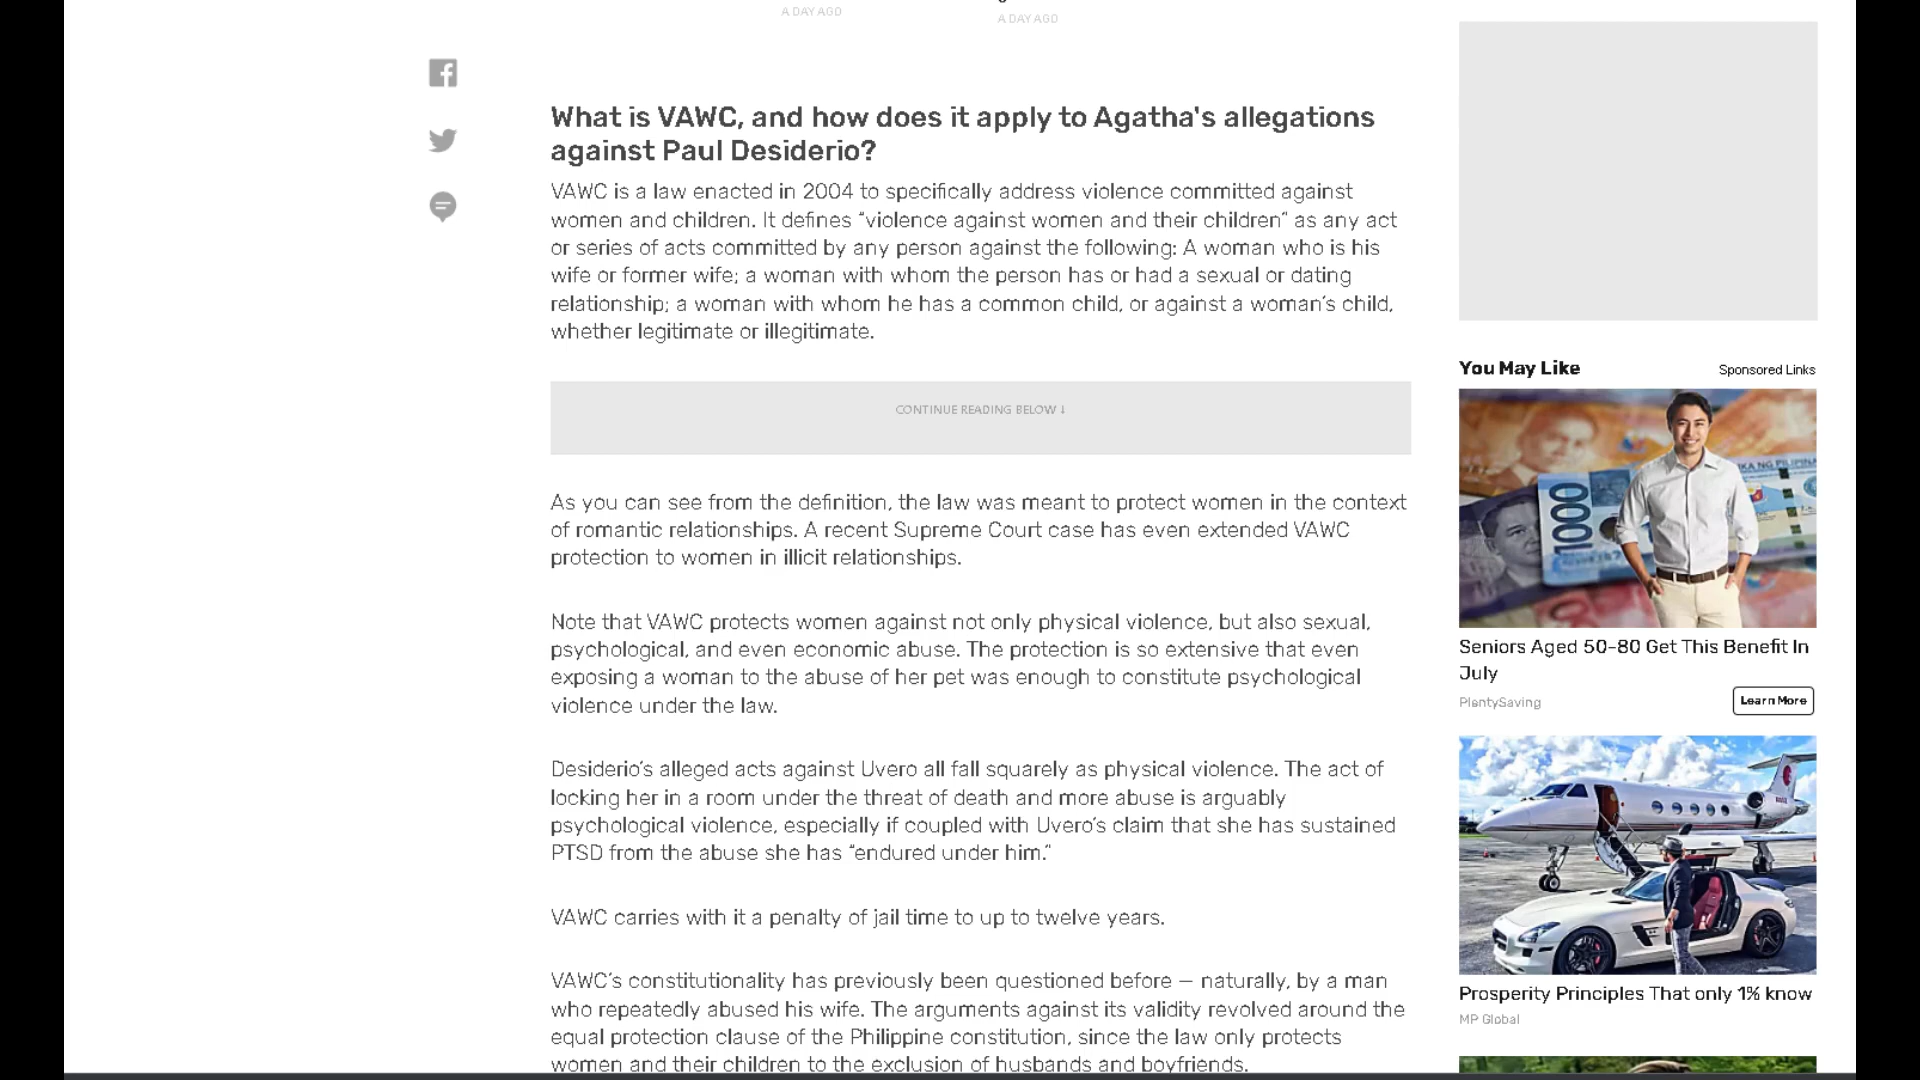 A DAY AGO
A DAY AGO
What is VAWC, and how does it apply to Agatha's allegations
against Paul Desiderio?
VAWC is a law enacted in 2004 to specifically address violence committed against
women and children. It defines “violence against women and their children” as any act
or series of acts committed by any person against the following: A woman who is his
wife or former wife; a woman with whom the person has or had a sexual or dating
relationship; a woman with whom he has a common child, or against a woman’s child,
whether legitimate or illegitimate.
CONTINUE READING BELOW ↓
As you can see from the definition, the law was meant to protect women in the context
of romantic relationships. A recent Supreme Court case has even extended VAWC
protection to women in illicit relationships.
Note that VAWC protects women against not only physical violence, but also sexual,
psychological, and even economic abuse. The protection is so extensive that even
exposing a woman to the abuse of her pet was enough to constitute psychological
violence under the law.
Desiderio’s alleged acts against Uvero all fall squarely as physical violence. The act of
locking her in a room under the threat of death and more abuse is arguably
psychological violence, especially if coupled with Uvero’s claim that she has sustained
PTSD from the abuse she has “endured under him.”
VAWC carries with it a penalty of jail time to up to twelve years.
VAWC’s constitutionality has previously been questioned before — naturally, by a man
who repeatedly abused his wife. The arguments against its validity revolved around the
equal protection clause of the Philippine constitution, since the law only protects
women and their children to the exclusion of husbands and boyfriends.
You May Like
Sponsored Links
1000
KA NG PILIPINA
Seniors Aged 50-80 Get This Benefit In
July
PlentySaving
Learn More
Prosperity Principles That only 1% know
MP Global